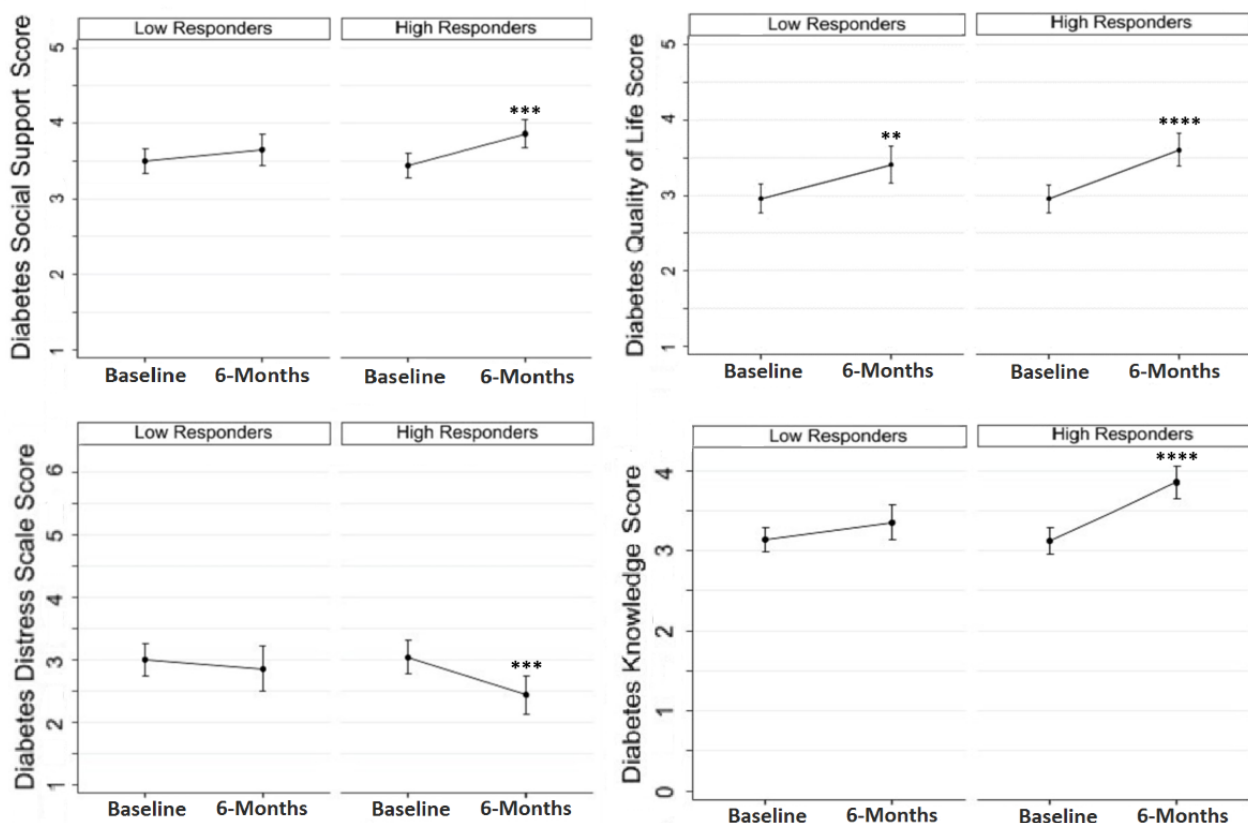 Low Responders
High Responders
Diabetes Social Support Score
5
4
3
2
1
***
Baseline
6-Months
Baseline
6-Months
Low Responders
High Responders
Diabetes Quality of Life Score
5
4
3
2
1
**
****
Baseline
6-Months
Baseline
6-Months
Low Responders
High Responders
Diabetes Distress Scale Score
6
5
4
3
2
1
***
Baseline
6-Months
Baseline
6-Months
Low Responders
High Responders
Diabetes Knowledge Score
4
3
2
1
0
****
Baseline
6-Months
Baseline
6-Months